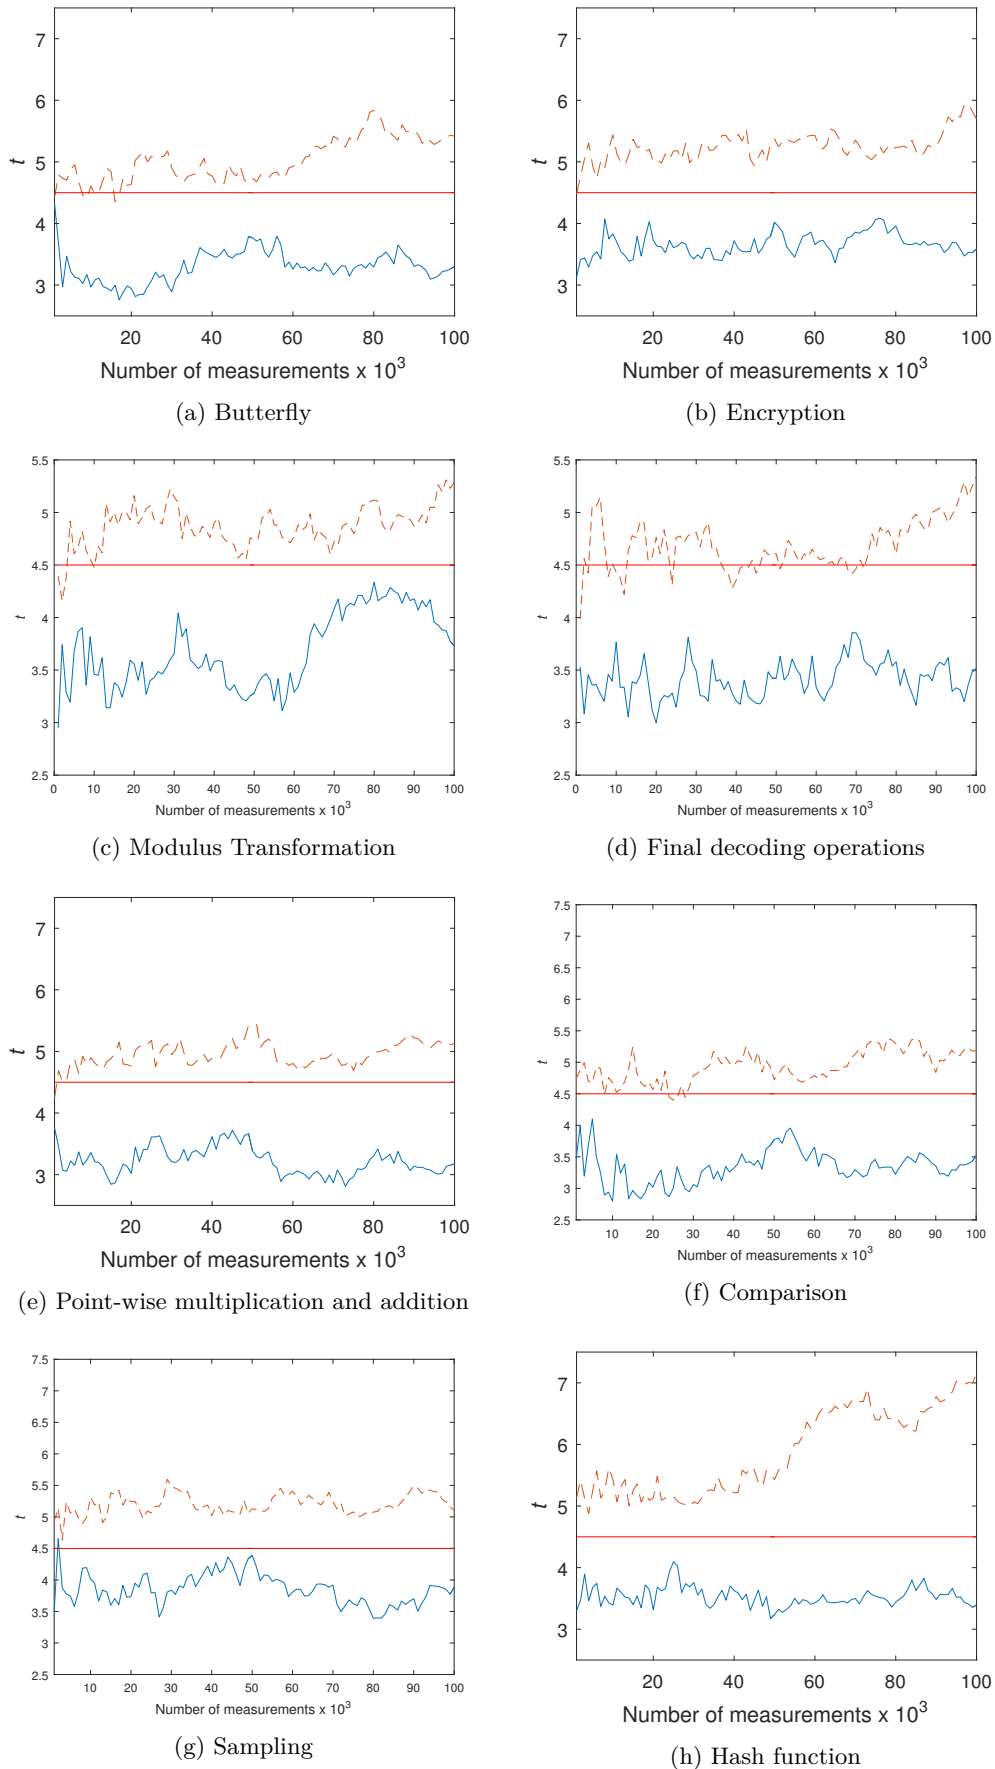 7
6
5
4
3
t
20 40 60 80 100
Number of measurements x 10^3
(a) Butterfly
7
6
5
4
3
t
20 40 60 80 100
Number of measurements x 10^3
(b) Encryption
5.5
5
4.5
4
3.5
3
2.5
t
0 10 20 30 40 50 60 70 80 90 100
Number of measurements x 10^3
(c) Modulus Transformation
5.5
5
4.5
4
3.5
3
2.5
t
0 10 20 30 40 50 60 70 80 90 100
Number of measurements x 10^3
(d) Final decoding operations
7
6
5
4
3
t
20 40 60 80 100
Number of measurements x 10^3
(e) Point-wise multiplication and addition
7.5
7
6.5
6
5.5
5
4.5
4
3.5
3
2.5
t
10 20 30 40 50 60 70 80 90 100
Number of measurements x 10^3
(f) Comparison
7.5
7
6.5
6
5.5
5
4.5
4
3.5
3
2.5
t
10 20 30 40 50 60 70 80 90 100
Number of measurements x 10^3
(g) Sampling
7
6
5
4
3
t
20 40 60 80 100
Number of measurements x 10^3
(h) Hash function